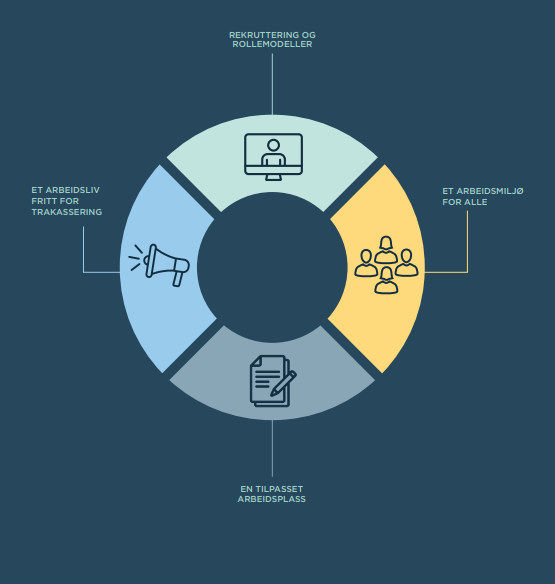 REKRUTTERING OG
ROLLEMODELLER
ET ARBEIDSLIV
FRITT FOR
TRAKASSERING
ET ARBEIDSMILJØ
FOR ALLE
EN TILPASSET
ARBEIDSPLASS